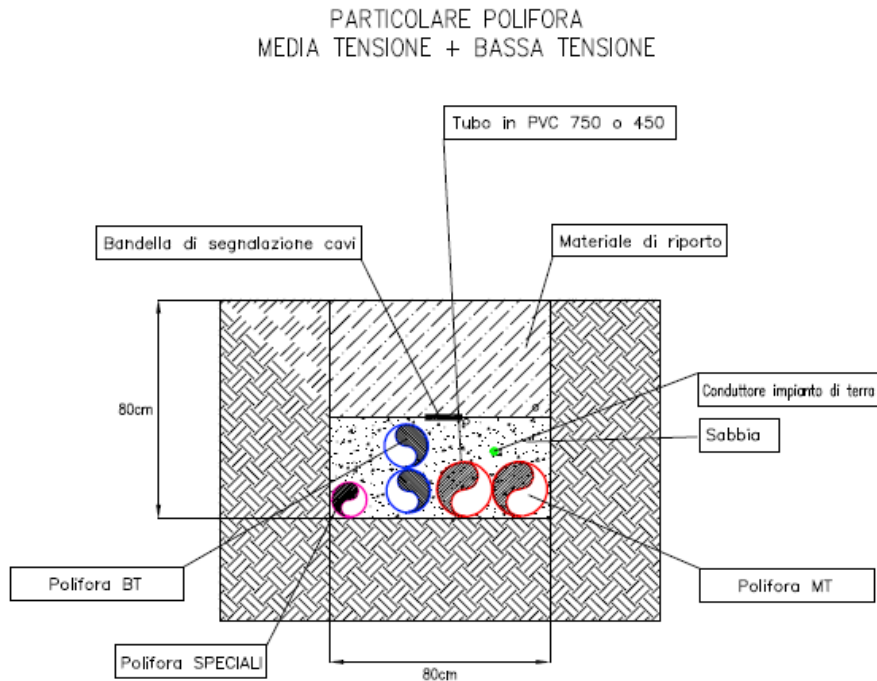 PARTICOLARE POLIFORA
MEDIA TENSIONE + BASSA TENSIONE
Tubo in PVC 750 o 450
Bandella di segnalazione cavi
Materiale di riporto
80cm
Conduttore impianto di terra
Sabbia
Polifora BT
Polifora MT
Polifora SPECIALI
80cm